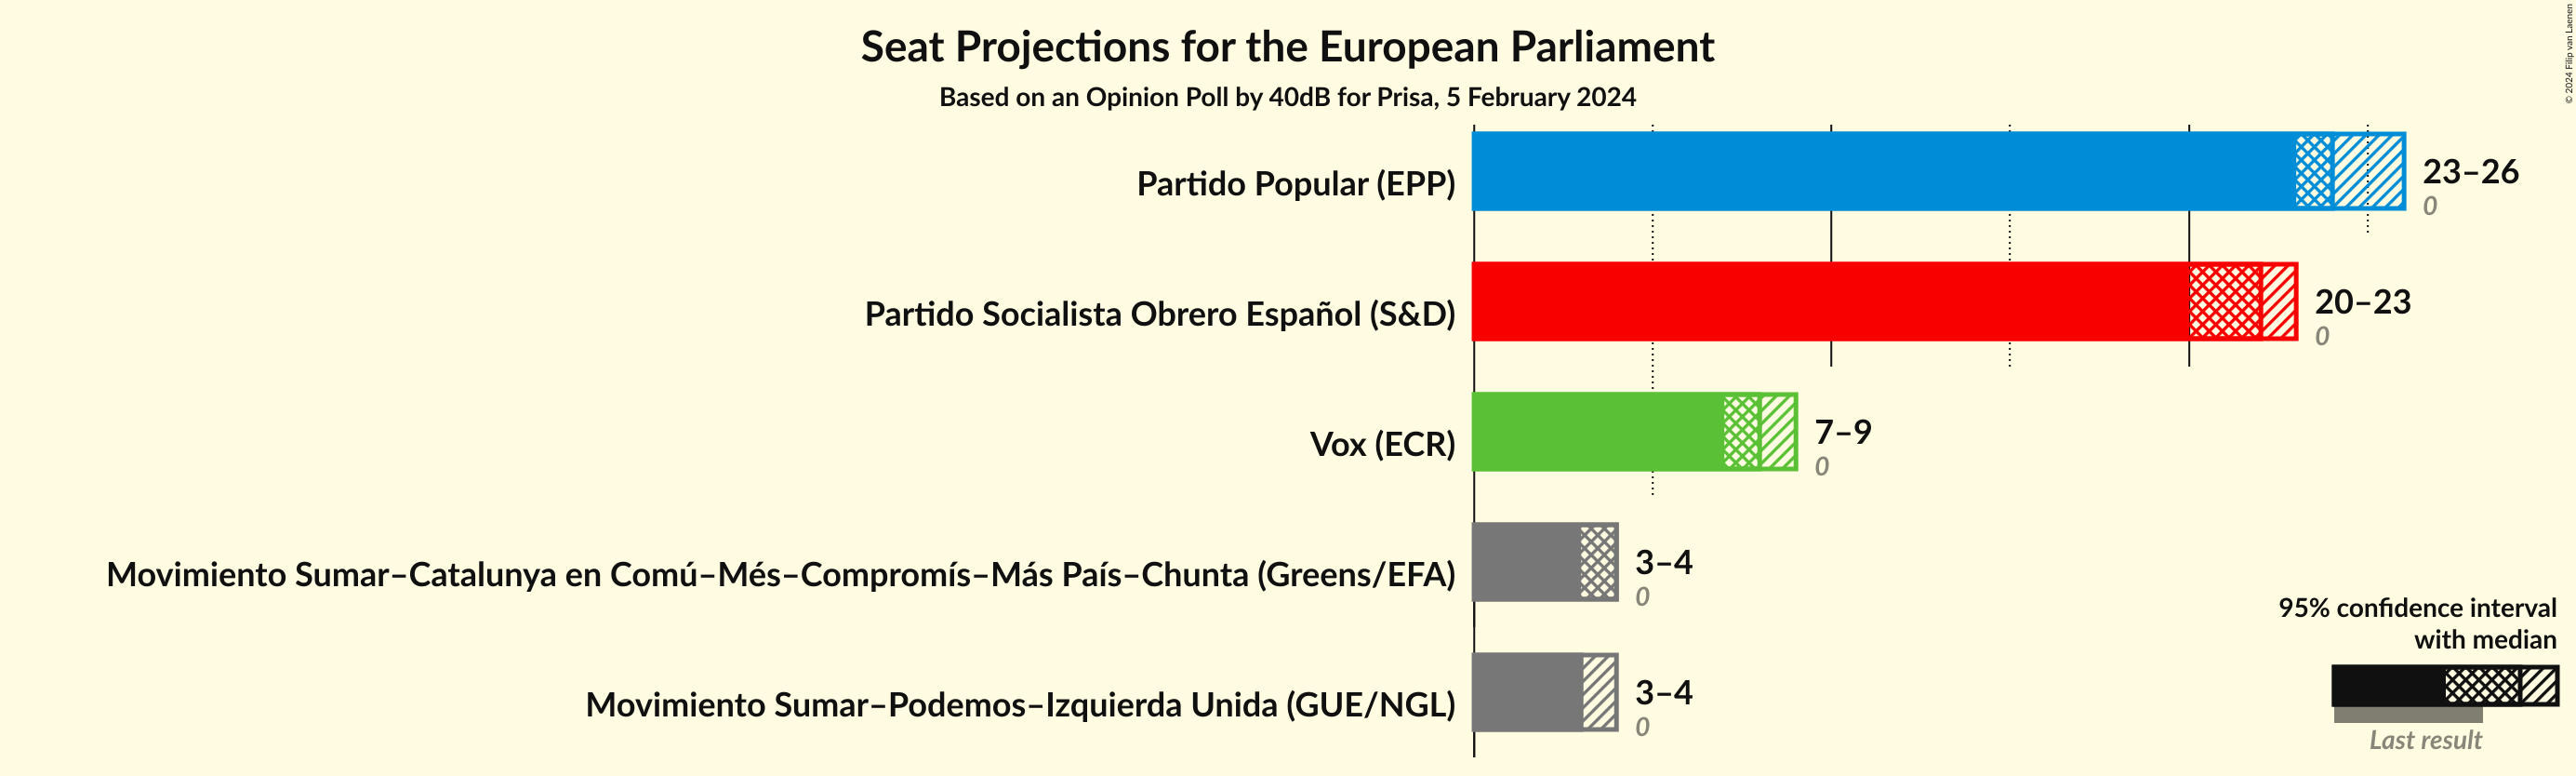 Seat Projections for the European Parliament
Based on an Opinion Poll by 40dB for Prisa, 5 February 2024
© 2024 Filip van Laenen
Partido Popular (EPP)
23–26
0
Partido Socialista Obrero Español (S&D)
20–23
0
Vox (ECR)
7–9
0
Movimiento Sumar–Catalunya en Comú–Més–Compromís–Más País–Chunta (Greens/EFA)
3–4
0
Movimiento Sumar–Podemos–Izquierda Unida (GUE/NGL)
3–4
0
95% confidence interval
with median
Last result